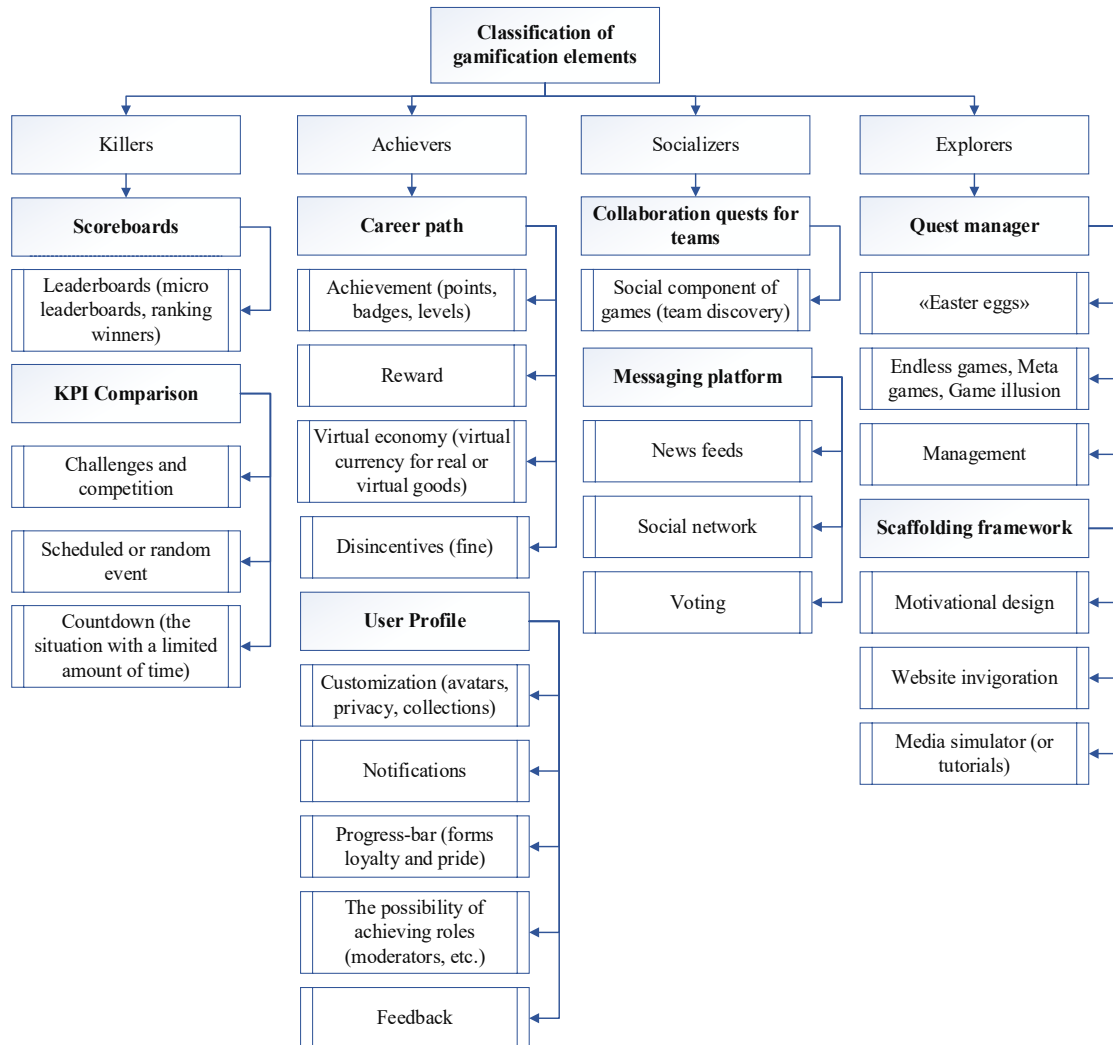 Classification of
gamification elements
Killers
Achievers
Socializers
Explorers
Scoreboards
Leaderboards (micro
leaderboards, ranking
winners)
KPI Comparison
Challenges and
competition
Scheduled or random
event
Countdown (the
situation with a limited
amount of time)
Career path
Achievement (points,
badges, levels)
Reward
Virtual economy (virtual
currency for real or
virtual goods)
Disincentives (fine)
User Profile
Customization (avatars,
privacy, collections)
Notifications
Progress-bar (forms
loyalty and pride)
The possibility of
achieving roles
(moderators, etc.)
Feedback
Collaboration quests for
teams
Social component of
games (team discovery)
Messaging platform
News feeds
Social network
Voting
Quest manager
«Easter eggs»
Endless games, Meta
games, Game illusion
Management
Scaffolding framework
Motivational design
Website invigoration
Media simulator (or
tutorials)